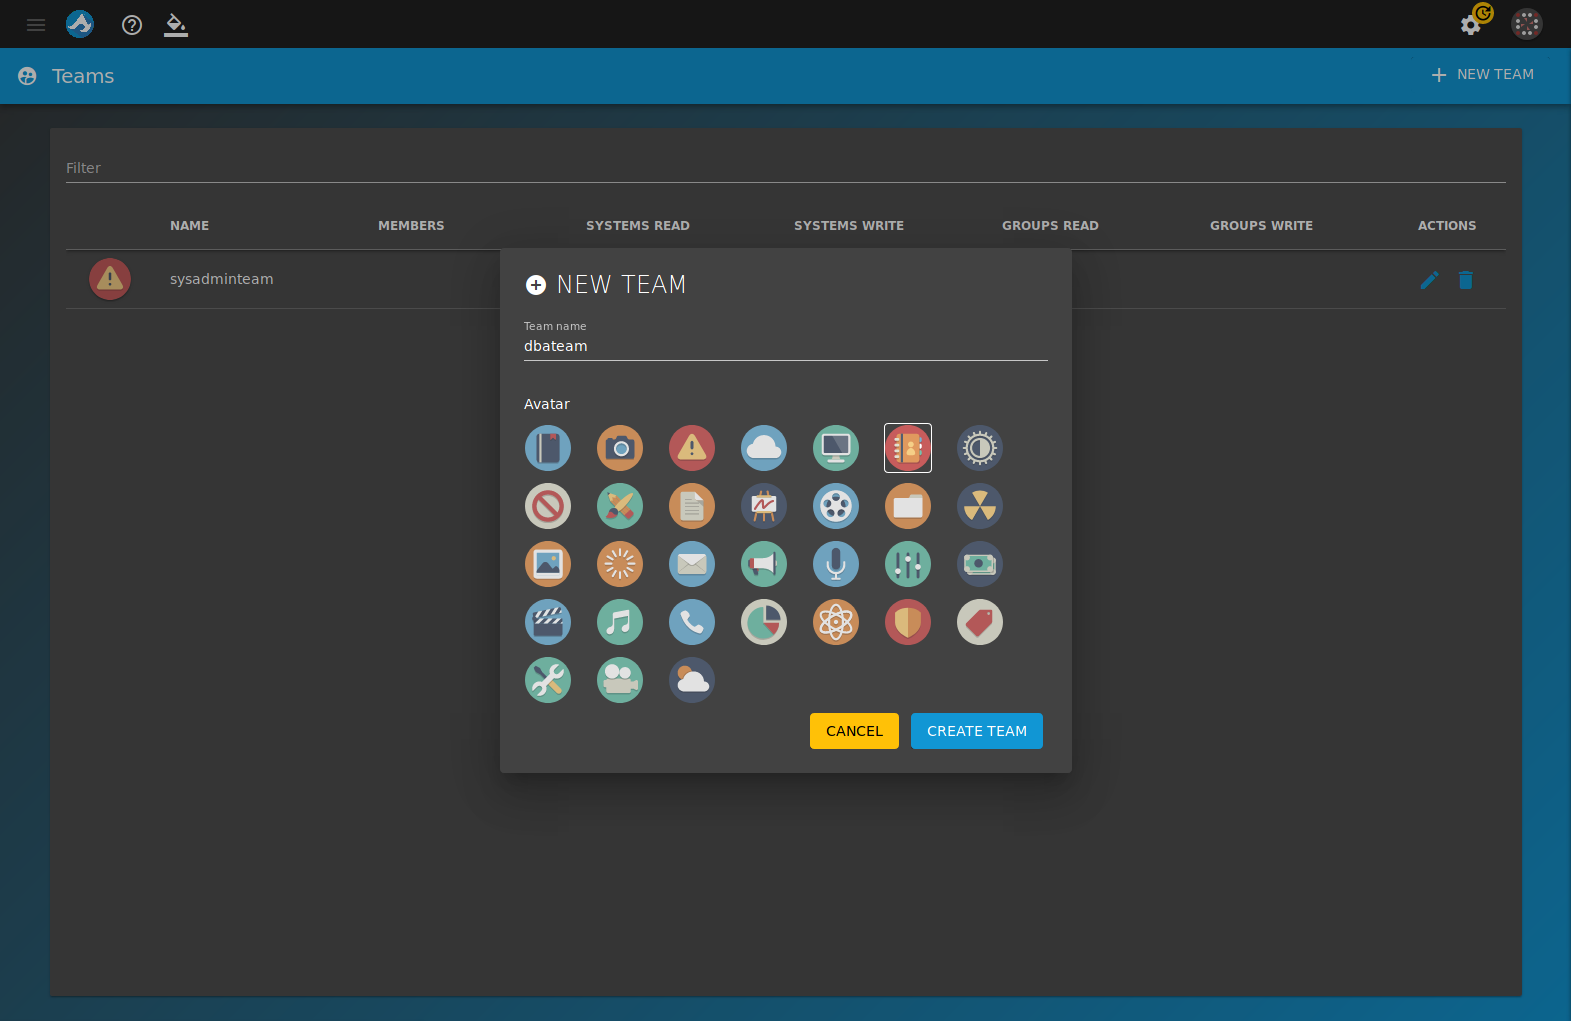 Teams
NEW TEAM
Filter
NAME MEMBERS SYSTEMS READ SYSTEMS WRITE GROUPS READ GROUPS WRITE ACTIONS
sysadminteam
NEW TEAM
Team name
dbateam
Avatar
CANCEL CREATE TEAM